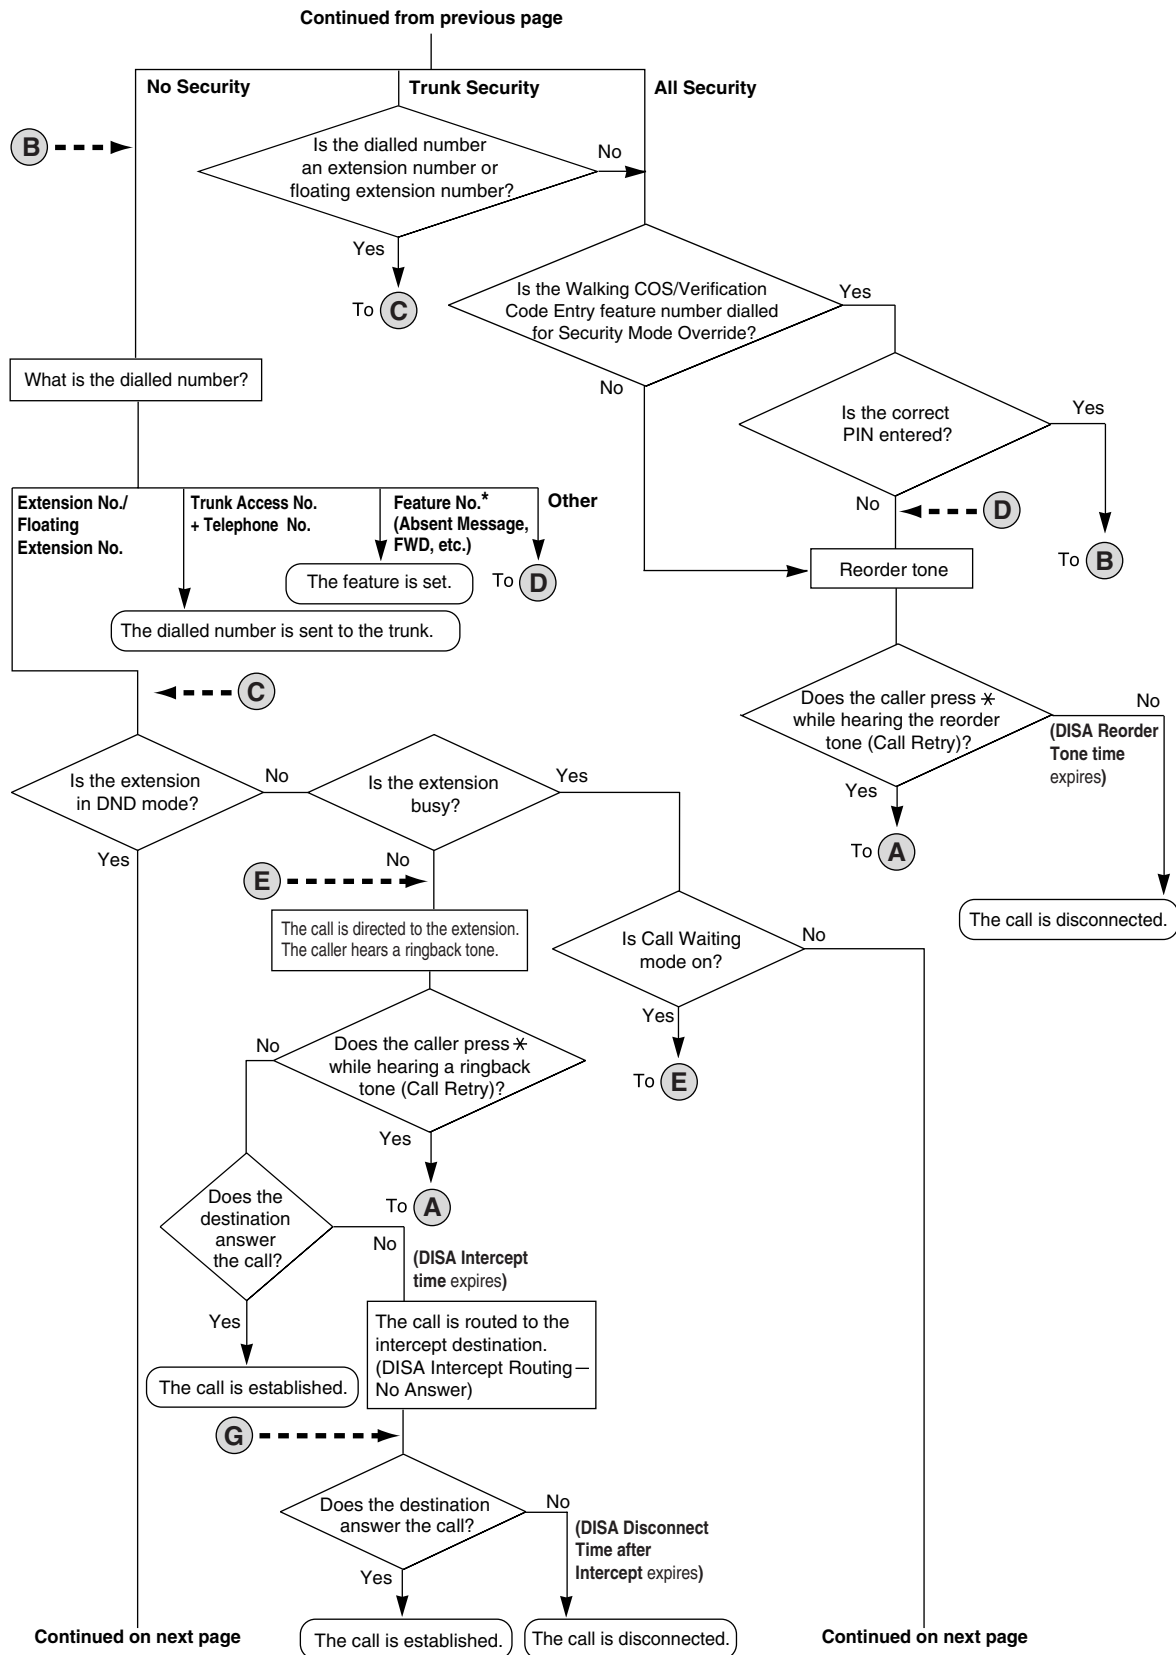 Continued from previous page
No Security
Trunk Security
All Security
B
Is the dialled number
an extension number or
floating extension number?
No
Yes
To C
Is the Walking COS/Verification
Code Entry feature number dialled
for Security Mode Override?
Yes
No
What is the dialled number?
Is the correct
PIN entered?
Yes
No
D
To B
Extension No./
Floating
Extension No.
Trunk Access No.
+ Telephone No.
Feature No.*
(Absent Message,
FWD, etc.)
Other
The feature is set.
To D
The dialled number is sent to the trunk.
Reorder tone
C
Does the caller press *
while hearing the reorder
tone (Call Retry)?
No
(DISA Reorder
Tone time
expires)
Yes
To A
The call is disconnected.
Is the extension
in DND mode?
No
Yes
Is the extension
busy?
Yes
No
E
The call is directed to the extension.
The caller hears a ringback tone.
Is Call Waiting
mode on?
No
Yes
To E
Does the caller press *
while hearing a ringback
tone (Call Retry)?
No
Yes
To A
Does the
destination
answer
the call?
No
(DISA Intercept
time expires)
Yes
The call is established.
The call is routed to the
intercept destination.
(DISA Intercept Routing—
No Answer)
G
Does the destination
answer the call?
No
(DISA Disconnect
Time after
Intercept expires)
Yes
The call is established.
The call is disconnected.
Continued on next page
Continued on next page